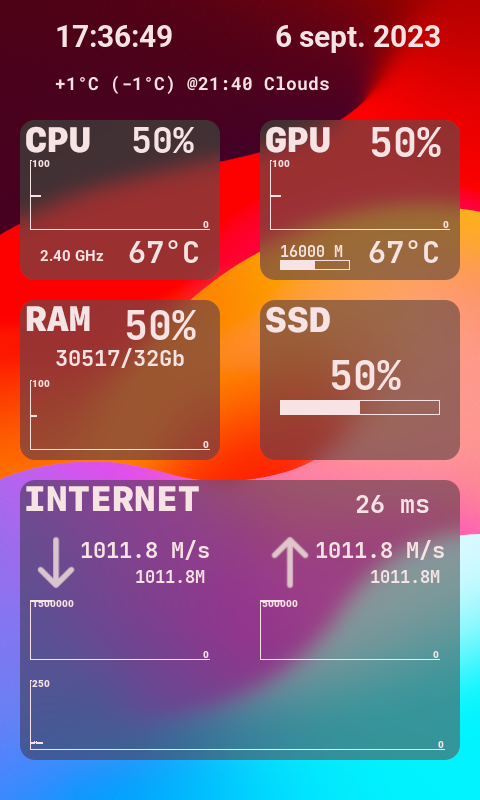 17:36:49 6 sept. 2023
+1°C (-1°C) @21:40 Clouds
CPU 50%
100
0
2.40 GHz 67°C
GPU 50%
100
0
16000 M 67°C
RAM 50%
30517/32Gb
100
0
SSD
50%
INTERNET 26 ms
1011.8 M/s
1011.8M
1500000
0
1011.8 M/s
1011.8M
500000
0
250
0